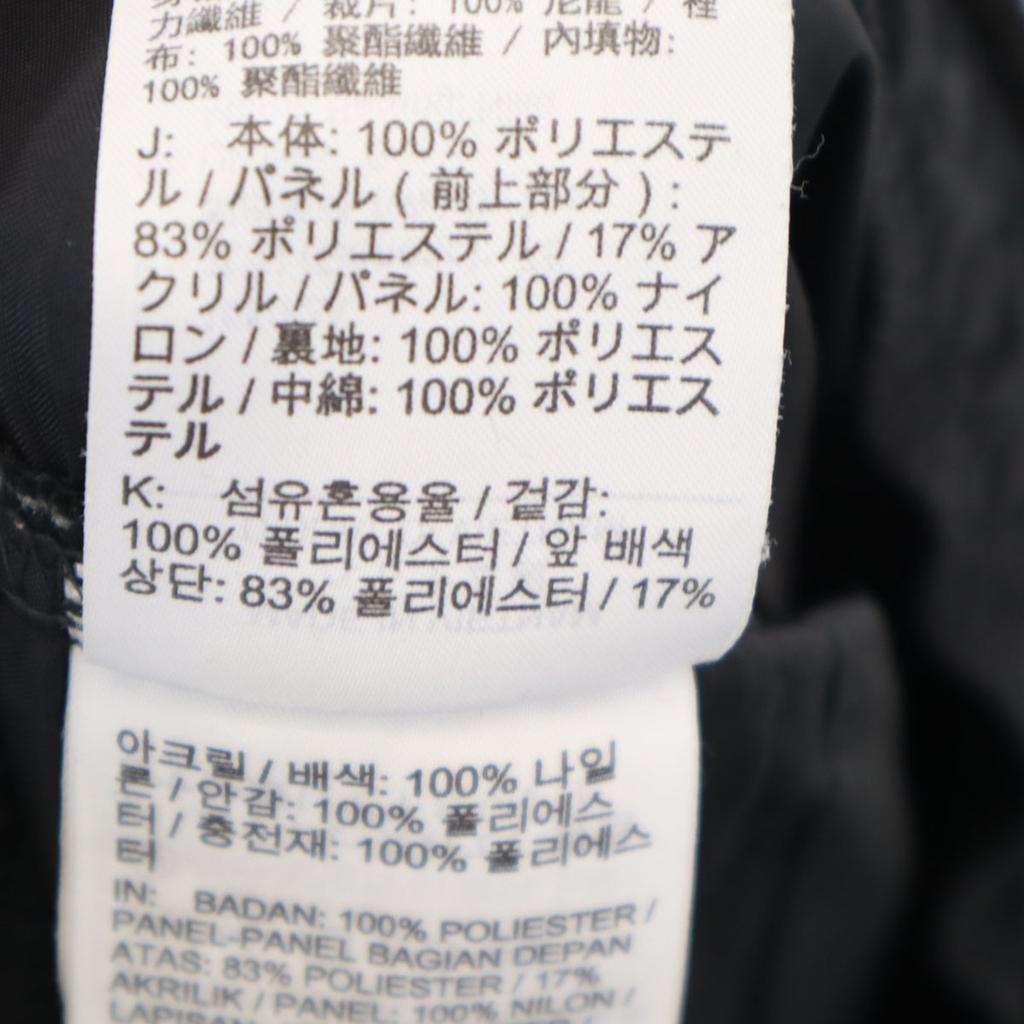 力纖維 / 裁片: 100% 尼龍 / 裡
布: 100% 聚酯纖維 / 內填物:
100% 聚酯纖維
J: 本体: 100% ポリエステ
ル / パネル ( 前上部分 ) :
83% ポリエステル / 17% ア
クリル / パネル: 100% ナイ
ロン / 裏地: 100% ポリエス
テル / 中綿: 100% ポリエス
テル
K: 섬유혼용율 / 겉감:
100% 폴리에스터 / 앞 배색
상단: 83% 폴리에스터 / 17%
아크릴 / 배색: 100% 나일
론 / 안감: 100% 폴리에스
터 / 충전재: 100% 폴리에스
터
IN: BADAN: 100% POLIESTER /
PANEL-PANEL BAGIAN DEPAN
ATAS: 83% POLIESTER / 17%
AKRILIK / PANEL: 100% NILON /